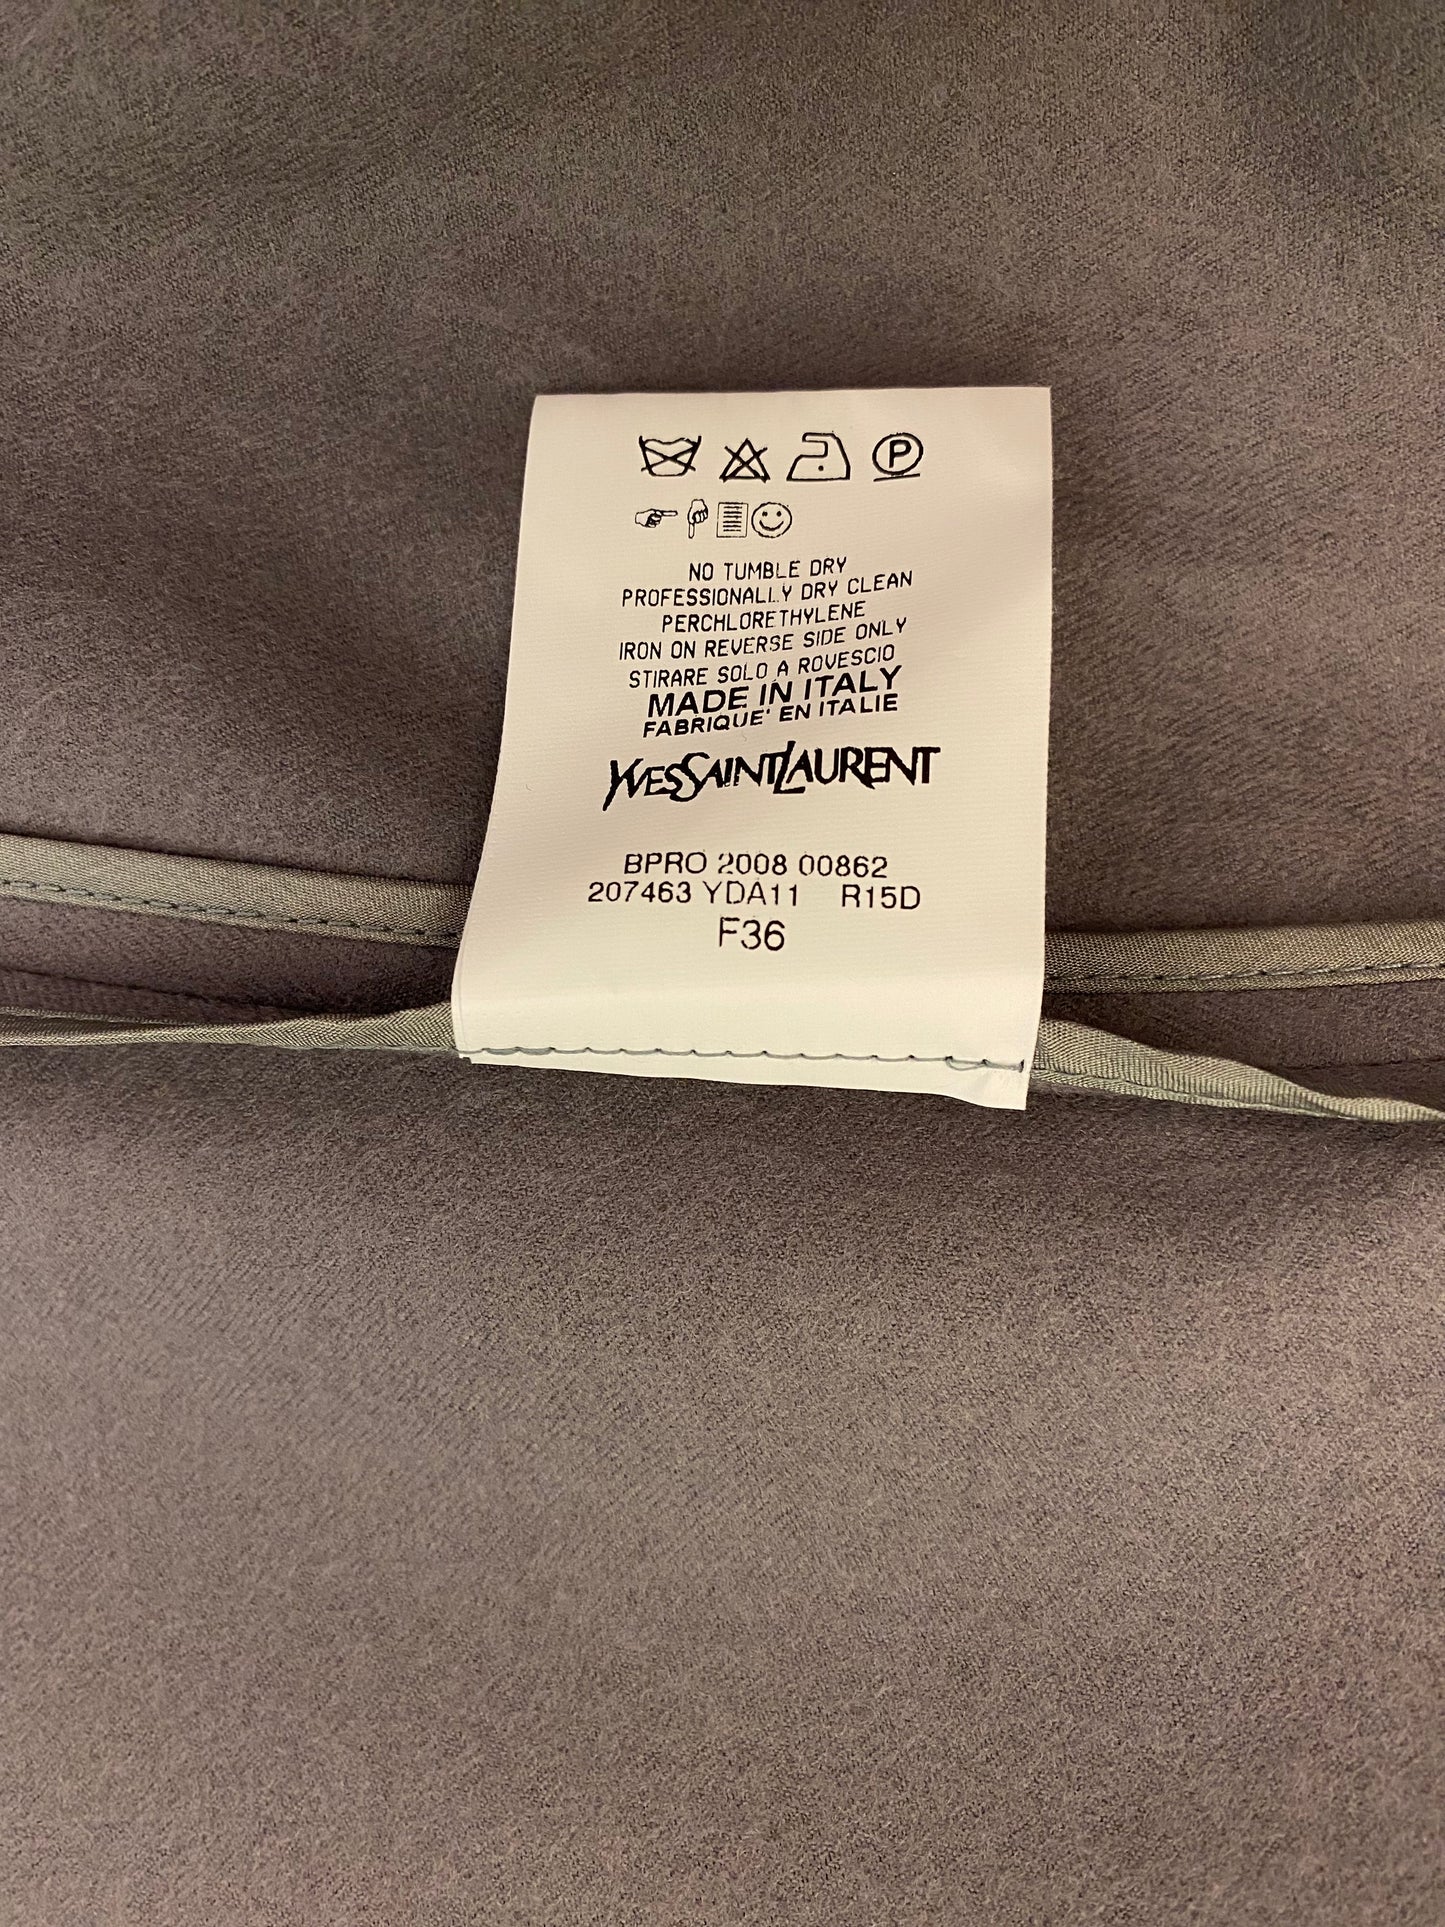 P
NO TUMBLE DRY
PROFESSIONALLY DRY CLEAN
PERCHLORETHYLENE
IRON ON REVERSE SIDE ONLY
STIRARE SOLO A ROVESCIO
MADE IN ITALY
FABRIQUE' EN ITALIE
YVESSAINTLAURENT
BPRO 2008 00862
207463 YDA11 R15D
F36